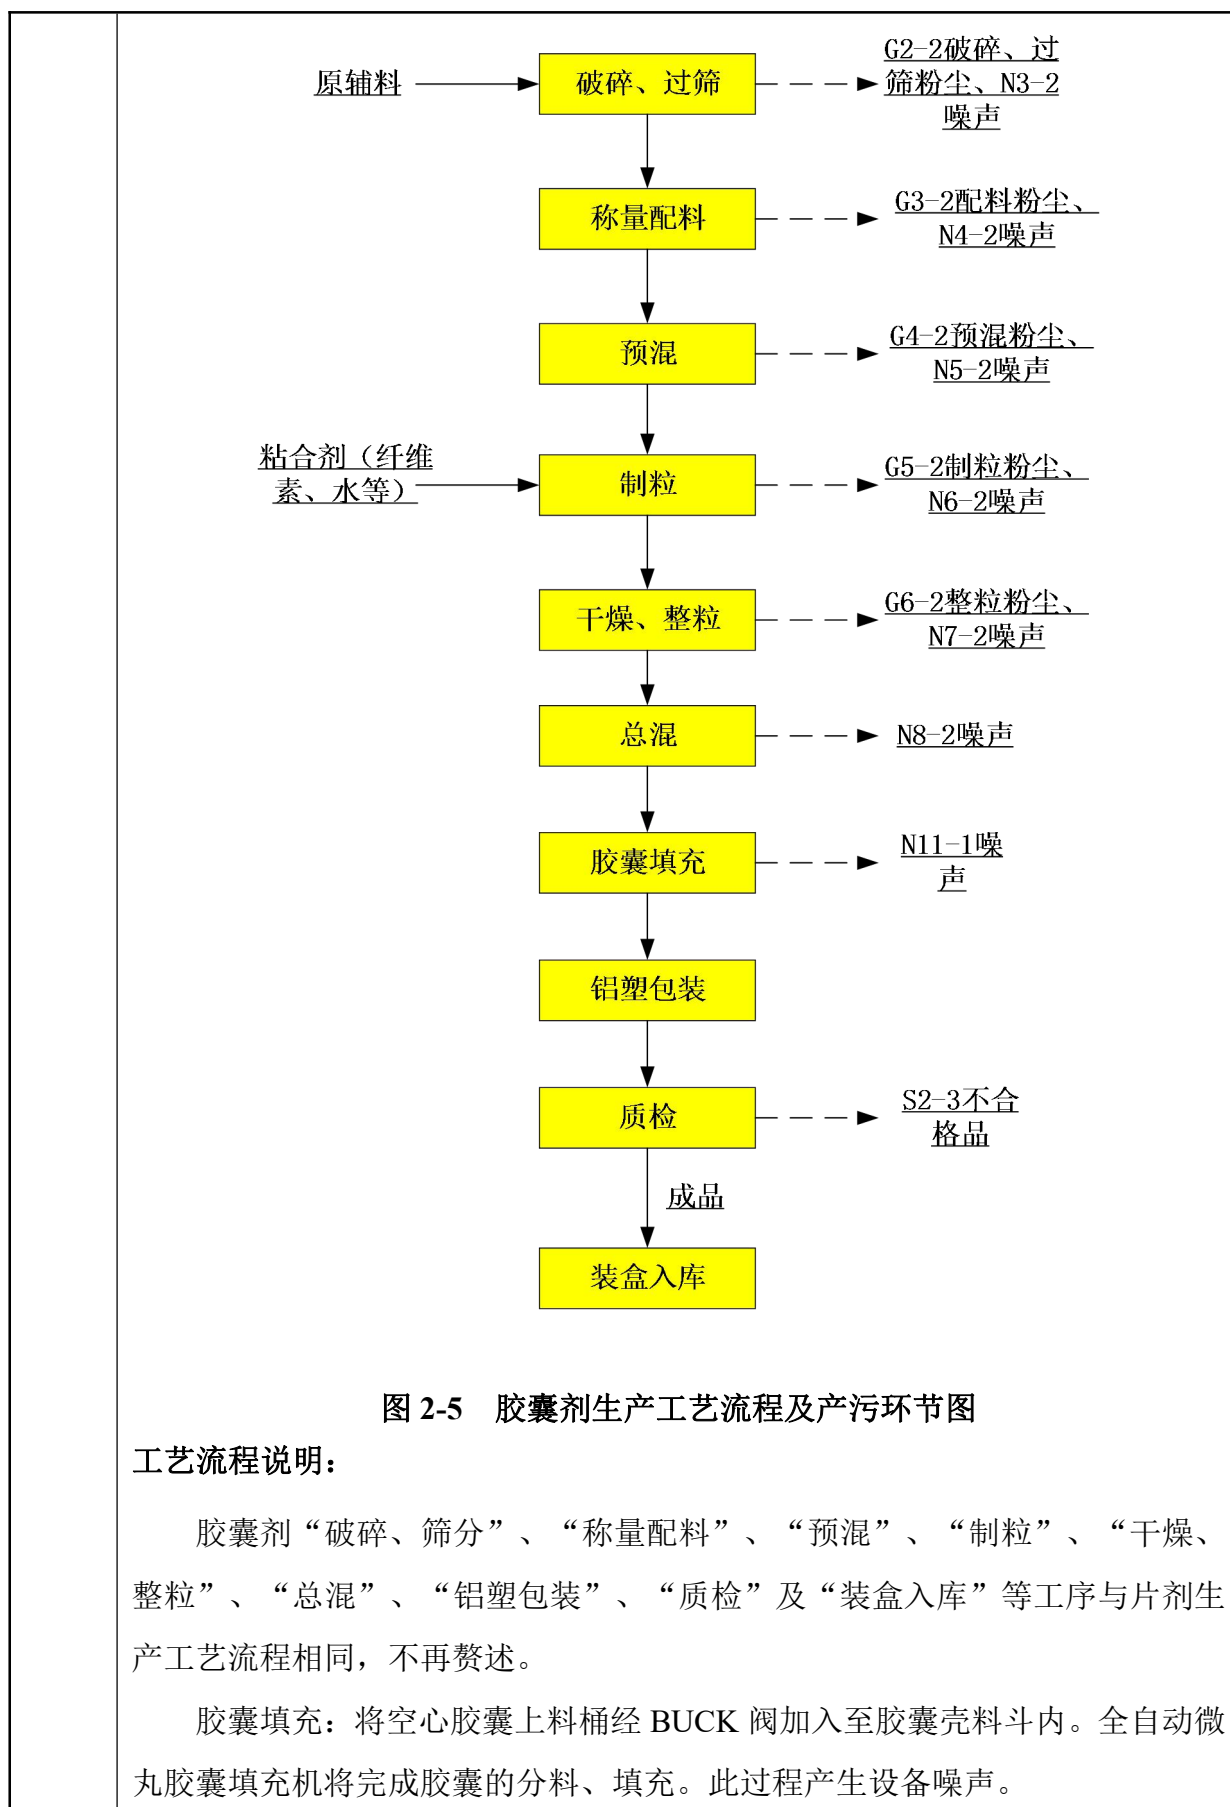 原辅料
破碎、过筛
G2-2破碎、过
筛粉尘、N3-2
噪声
称量配料
G3-2配料粉尘、
N4-2噪声
预混
G4-2预混粉尘、
N5-2噪声
粘合剂（纤维
素、水等）
制粒
G5-2制粒粉尘、
N6-2噪声
干燥、整粒
G6-2整粒粉尘、
N7-2噪声
总混
N8-2噪声
胶囊填充
N11-1噪
声
铝塑包装
质检
S2-3不合
格品
成品
装盒入库
图 2-5　胶囊剂生产工艺流程及产污环节图
工艺流程说明：
胶囊剂“破碎、筛分”、“称量配料”、“预混”、“制粒”、“干燥、
整粒”、“总混”、“铝塑包装”、“质检”及“装盒入库”等工序与片剂生
产工艺流程相同，不再赘述。
胶囊填充：将空心胶囊上料桶经 BUCK 阀加入至胶囊壳料斗内。全自动微
丸胶囊填充机将完成胶囊的分料、填充。此过程产生设备噪声。